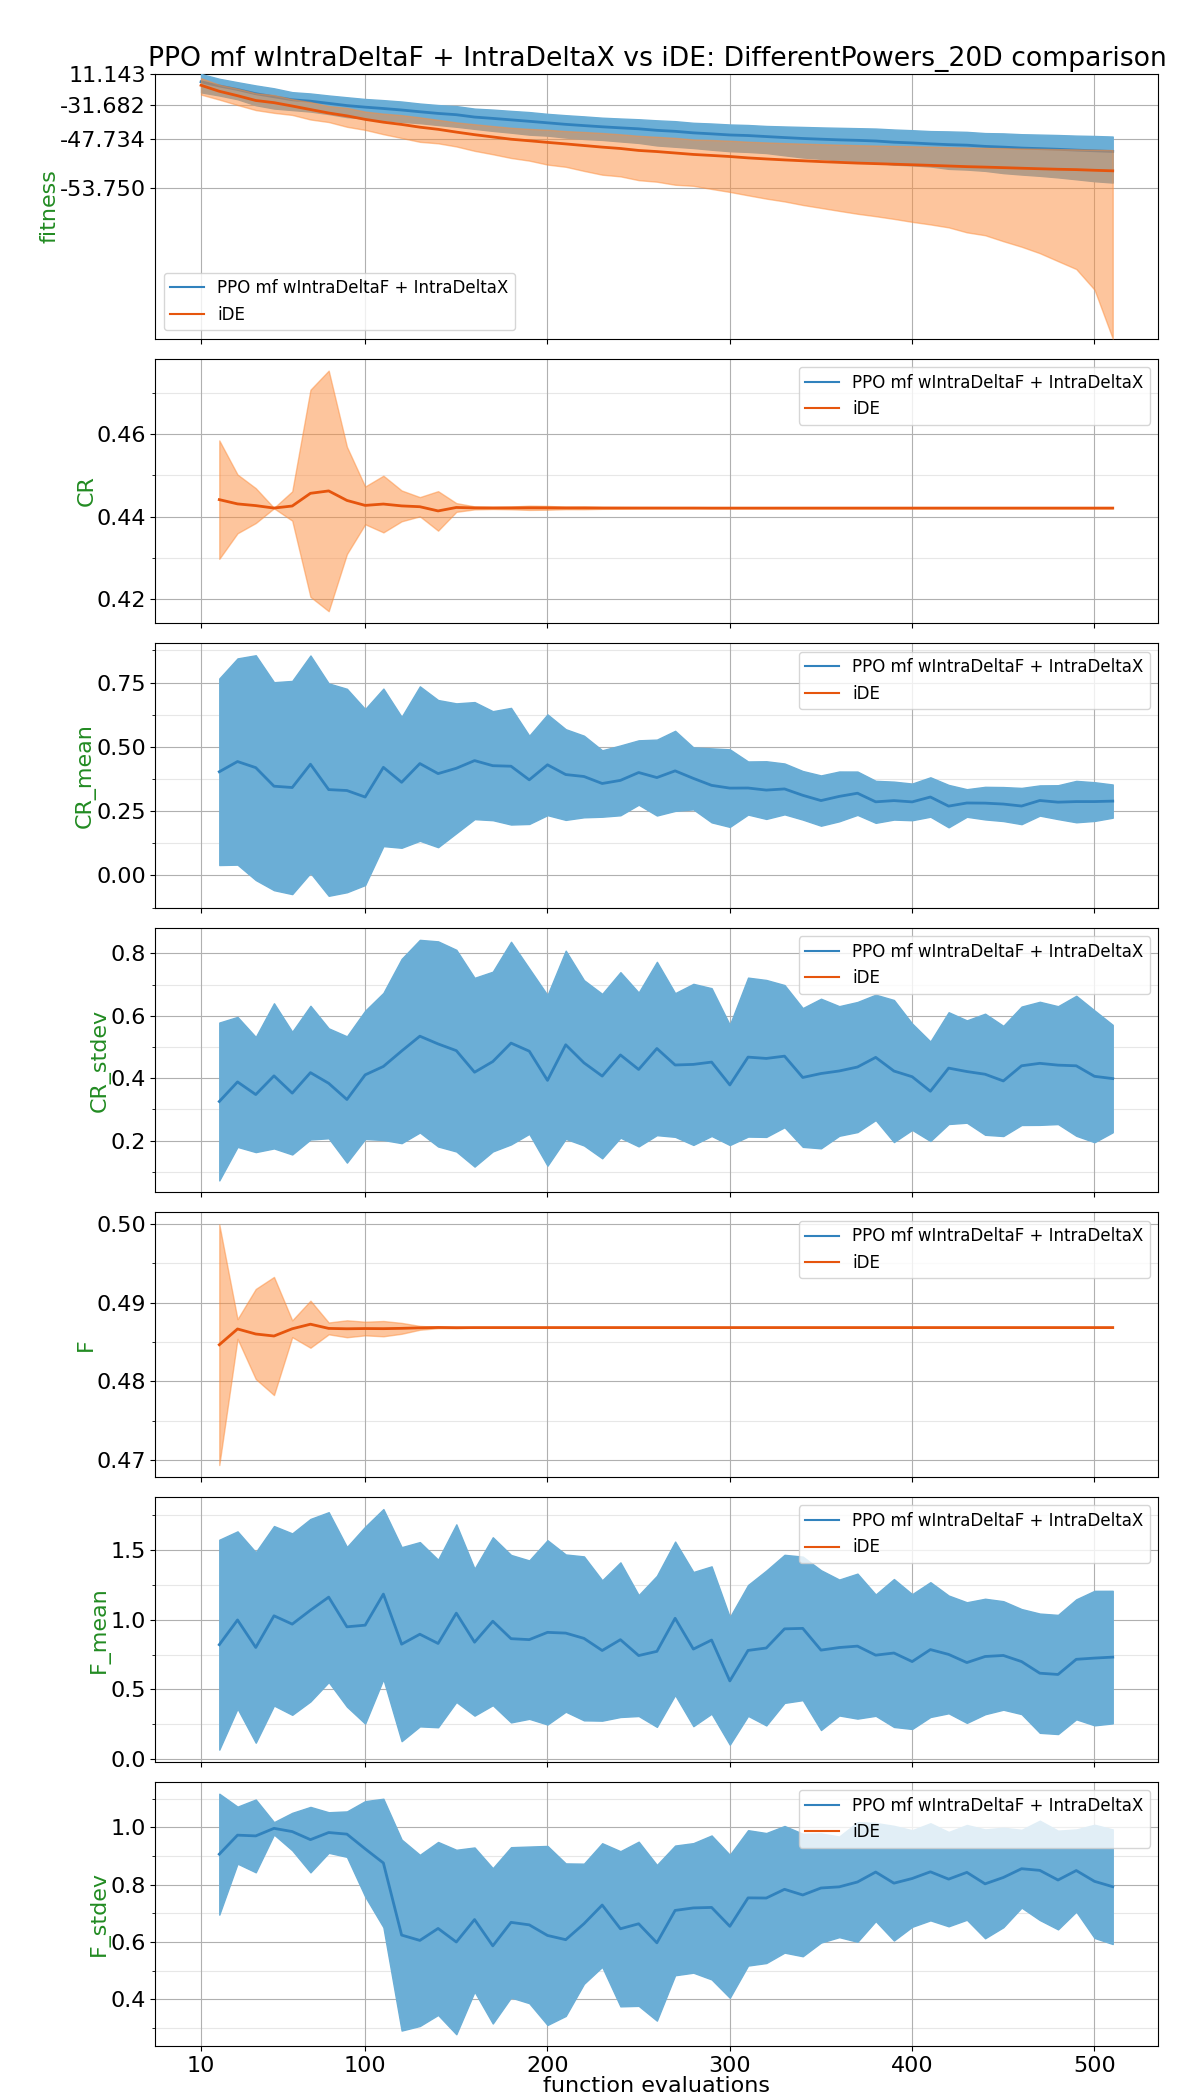 PPO mf wIntraDeltaF + IntraDeltaX vs iDE: DifferentPowers_20D comparison
11.143
-31.682
-47.734
-53.750
fitness
PPO mf wIntraDeltaF + IntraDeltaX
iDE
0.46
0.44
0.42
CR
PPO mf wIntraDeltaF + IntraDeltaX
iDE
0.75
0.50
0.25
0.00
CR_mean
PPO mf wIntraDeltaF + IntraDeltaX
iDE
0.8
0.6
0.4
0.2
CR_stdev
PPO mf wIntraDeltaF + IntraDeltaX
iDE
0.50
0.49
0.48
0.47
F
PPO mf wIntraDeltaF + IntraDeltaX
iDE
1.5
1.0
0.5
0.0
F_mean
PPO mf wIntraDeltaF + IntraDeltaX
iDE
1.0
0.8
0.6
0.4
F_stdev
PPO mf wIntraDeltaF + IntraDeltaX
iDE
10 100 200 300 400 500
function evaluations